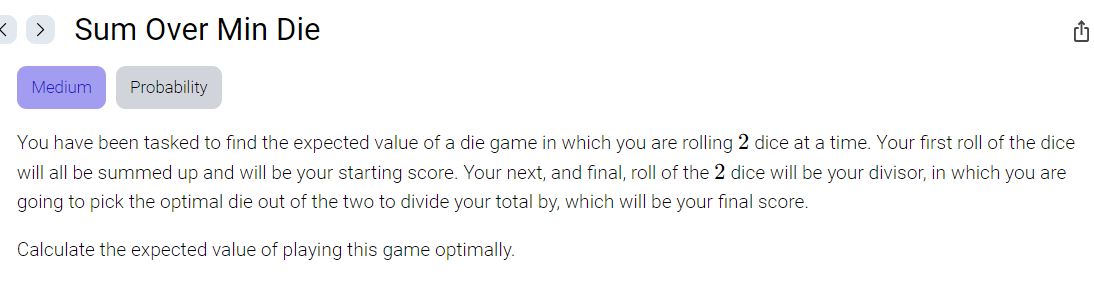 Sum Over Min Die
Medium Probability
You have been tasked to find the expected value of a die game in which you are rolling 2 dice at a time. Your first roll of the dice
will all be summed up and will be your starting score. Your next, and final, roll of the 2 dice will be your divisor, in which you are
going to pick the optimal die out of the two to divide your total by, which will be your final score.
Calculate the expected value of playing this game optimally.